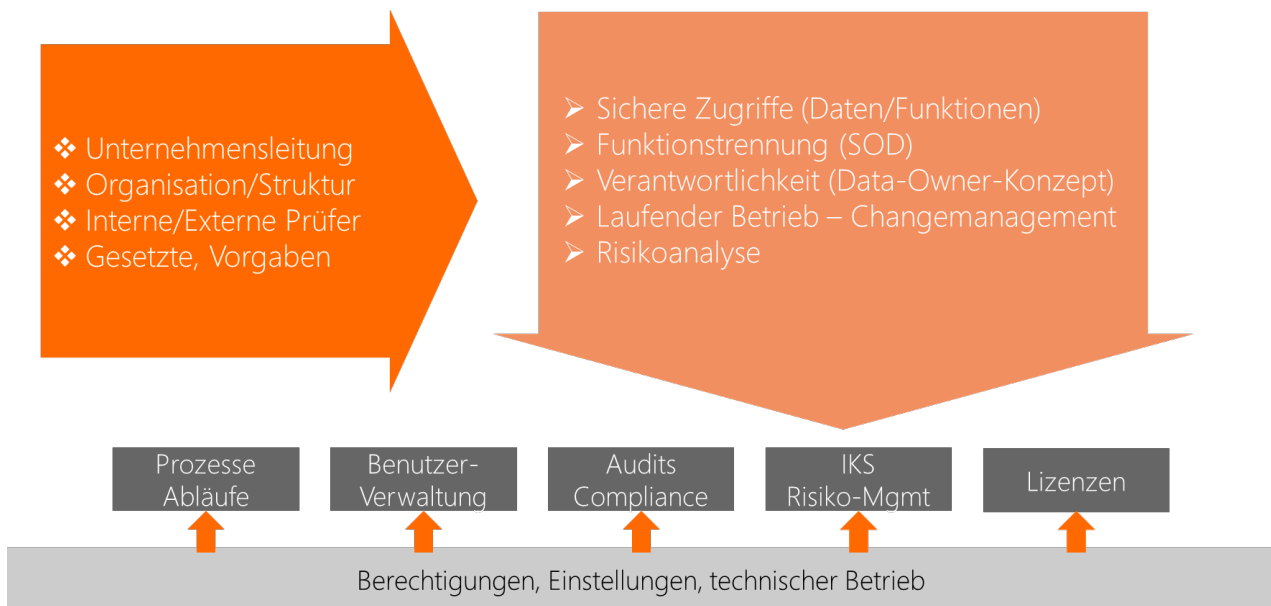 ❖ Unternehmensleitung
❖ Organisation/Struktur
❖ Interne/Externe Prüfer
❖ Gesetzte, Vorgaben
➢ Sichere Zugriffe (Daten/Funktionen)
➢ Funktionstrennung (SOD)
➢ Verantwortlichkeit (Data-Owner-Konzept)
➢ Laufender Betrieb – Changemanagement
➢ Risikoanalyse
Prozesse
Abläufe
Benutzer-
Verwaltung
Audits
Compliance
IKS
Risiko-Mgmt
Lizenzen
Berechtigungen, Einstellungen, technischer Betrieb